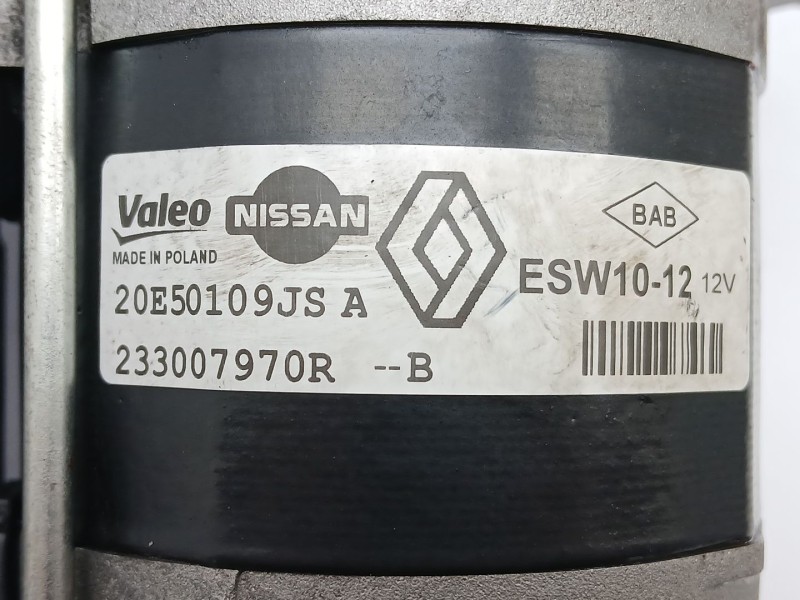 Valeo NISSAN
MADE IN POLAND
20E50109JS A
233007970R --B
BAB
ESW10-12 12V